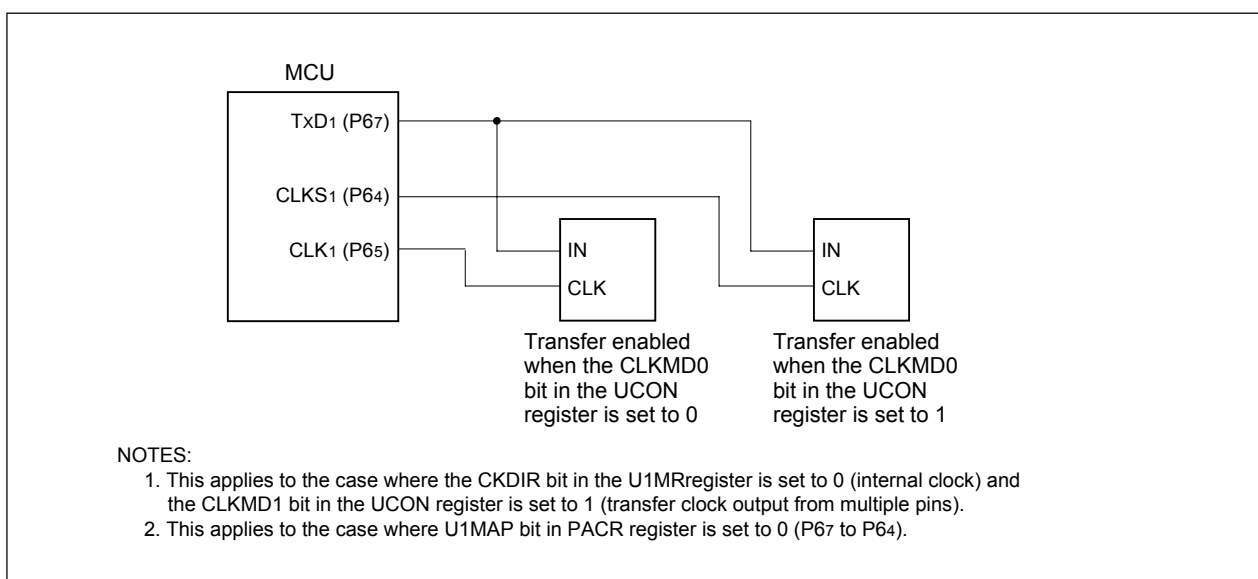 MCU
TxD1 (P67)
CLKS1 (P64)
CLK1 (P65)
IN
CLK
IN
CLK
Transfer enabled
when the CLKMD0
bit in the UCON
register is set to 0
Transfer enabled
when the CLKMD0
bit in the UCON
register is set to 1
NOTES:
1. This applies to the case where the CKDIR bit in the U1MRregister is set to 0 (internal clock) and
the CLKMD1 bit in the UCON register is set to 1 (transfer clock output from multiple pins).
2. This applies to the case where U1MAP bit in PACR register is set to 0 (P67 to P64).